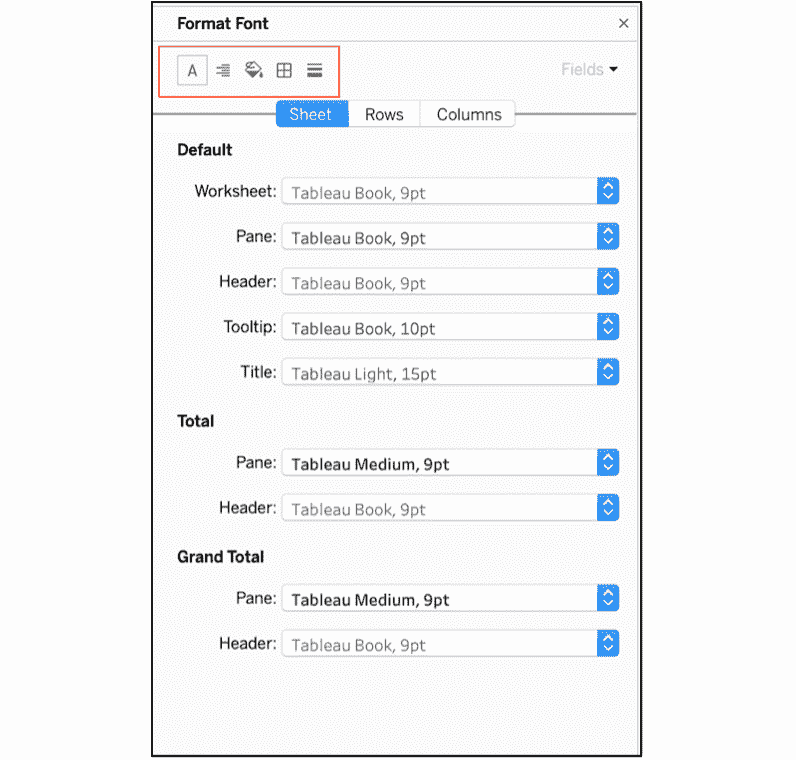 Format Font ×
A Fields
Sheet Rows Columns
Default
Worksheet: Tableau Book, 9pt
Pane: Tableau Book, 9pt
Header: Tableau Book, 9pt
Tooltip: Tableau Book, 10pt
Title: Tableau Light, 15pt
Total
Pane: Tableau Medium, 9pt
Header: Tableau Book, 9pt
Grand Total
Pane: Tableau Medium, 9pt
Header: Tableau Book, 9pt